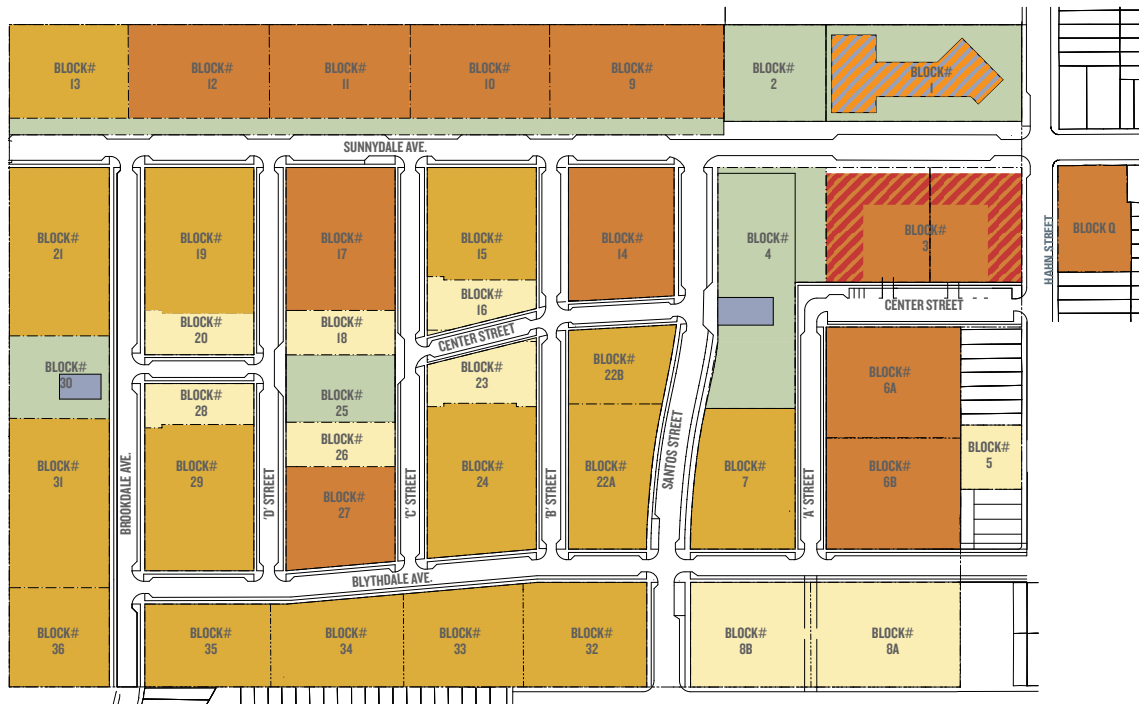 BLOCK#
13
BLOCK#
12
BLOCK#
11
BLOCK#
10
BLOCK#
9
BLOCK#
2
BLOCK#
1
SUNNYDALE AVE.
BLOCK#
21
BLOCK#
19
BLOCK#
17
BLOCK#
15
BLOCK#
14
BLOCK#
4
BLOCK#
3
BLOCK Q
HAHN STREET
BLOCK#
20
BLOCK#
18
BLOCK#
16
CENTER STREET
CENTER STREET
BLOCK#
30
BLOCK#
28
BLOCK#
25
BLOCK#
23
BLOCK#
22B
BLOCK#
6A
BLOCK#
26
BLOCK#
5
BLOCK#
31
BLOCK#
29
BLOCK#
27
BLOCK#
24
BLOCK#
22A
BLOCK#
7
BLOCK#
6B
BROOKDALE AVE.
'D' STREET
'C' STREET
'B' STREET
SANTOS STREET
'A' STREET
BLYTHDALE AVE.
BLOCK#
36
BLOCK#
35
BLOCK#
34
BLOCK#
33
BLOCK#
32
BLOCK#
8B
BLOCK#
8A